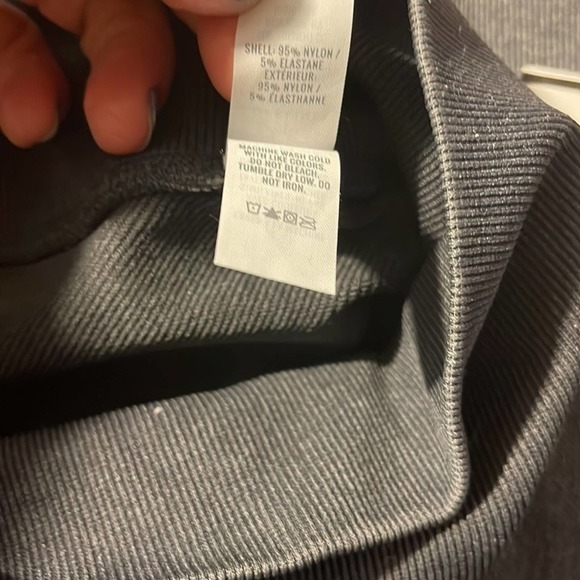 SHELL: 95% NYLON /
5% ELASTANE
EXTÉRIEUR:
95% NYLON /
5% ÉLASTHANNE
MACHINE WASH COLD
WITH LIKE COLORS.
DO NOT BLEACH.
TUMBLE DRY LOW. DO
NOT IRON.